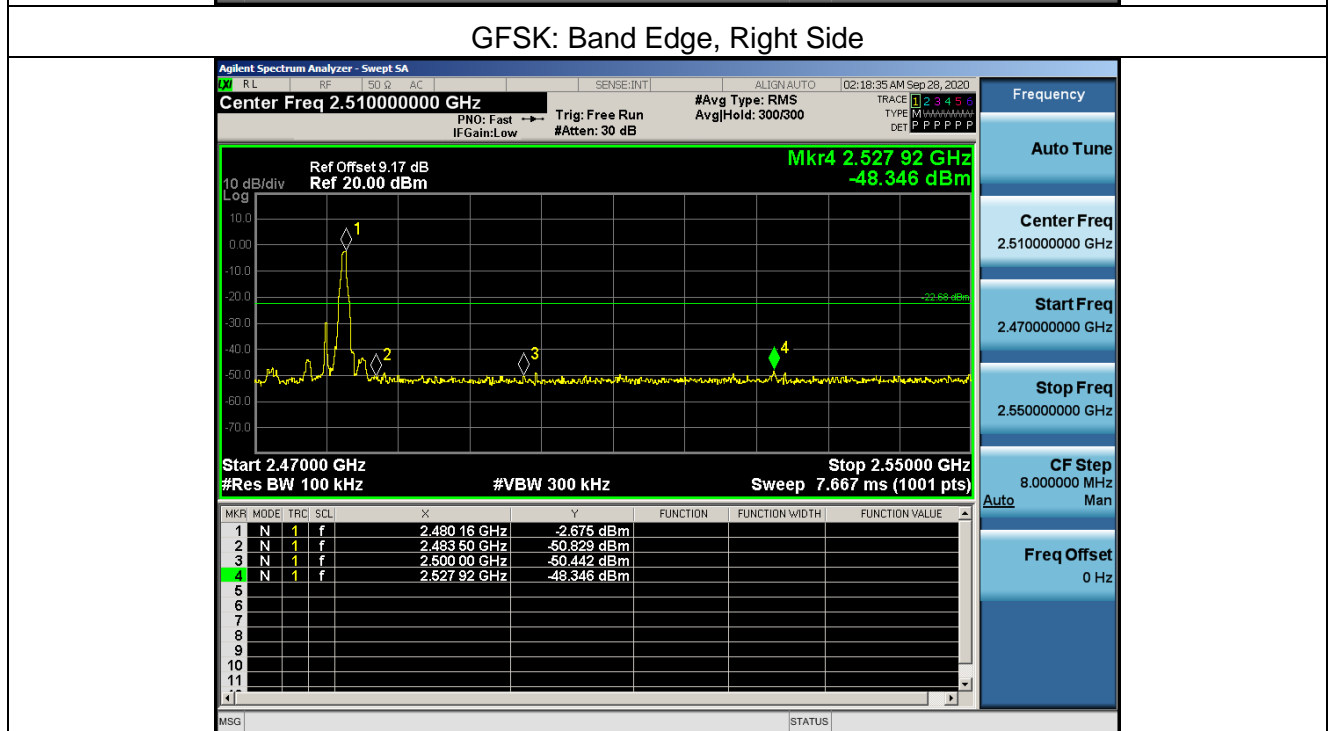 GFSK: Band Edge, Right Side
Agilent Spectrum Analyzer - Swept SA
LXI RL RF 50 Ω AC SENSE:INT ALIGN AUTO 02:18:35 AM Sep 28, 2020
Center Freq 2.510000000 GHz
PNO: Fast
IFGain:Low
Trig: Free Run
#Atten: 30 dB
#Avg Type: RMS
Avg|Hold: 300/300
TRACE 1 2 3 4 5 6
TYPE M
DET P P P P P P
Mkr4 2.527 92 GHz
-48.346 dBm
Ref Offset 9.17 dB
10 dB/div Ref 20.00 dBm
Log
10.0
0.00
-10.0
-20.0
-30.0
-40.0
-50.0
-60.0
-70.0
1
2
3
4
-22.68 dBm
Start 2.47000 GHz Stop 2.55000 GHz
#Res BW 100 kHz #VBW 300 kHz Sweep 7.667 ms (1001 pts)
MKR MODE TRC SCL X Y FUNCTION FUNCTION WIDTH FUNCTION VALUE
1 N 1 f 2.480 16 GHz -2.675 dBm
2 N 1 f 2.483 50 GHz -50.829 dBm
3 N 1 f 2.500 00 GHz -50.442 dBm
4 N 1 f 2.527 92 GHz -48.346 dBm
5
6
7
8
9
10
11
MSG STATUS
Frequency
Auto Tune
Center Freq
2.510000000 GHz
Start Freq
2.470000000 GHz
Stop Freq
2.550000000 GHz
CF Step
8.000000 MHz
Auto Man
Freq Offset
0 Hz